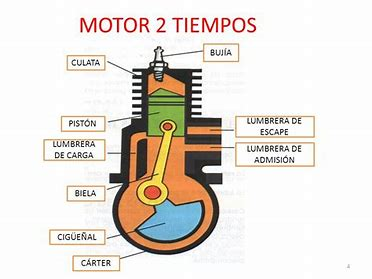 MOTOR 2 TIEMPOS
BUJÍA
CULATA
PISTÓN
LUMBRERA DE
ESCAPE
LUMBRERA
DE CARGA
LUMBRERA DE
ADMISIÓN
BIELA
CIGÜEÑAL
CÁRTER
4